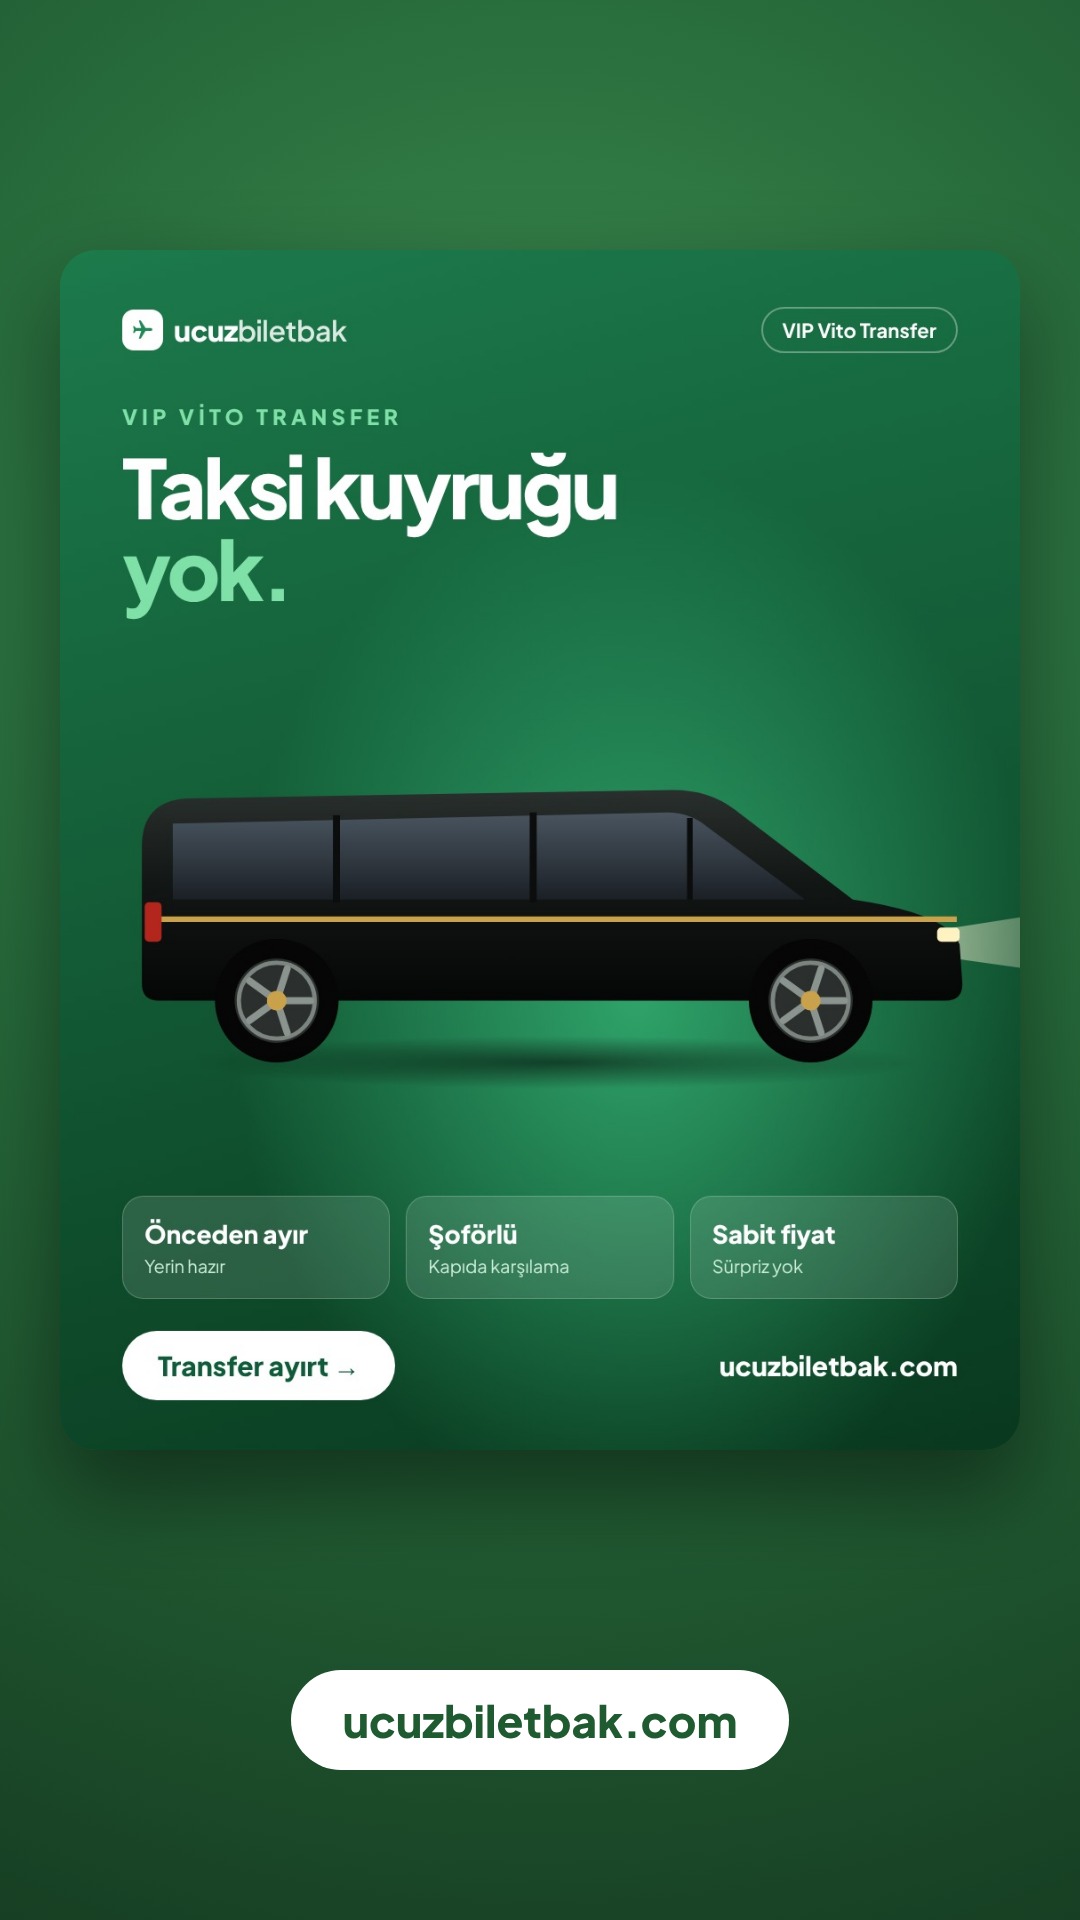 ucuzbiletbak
VIP Vito Transfer
VIP VİTO TRANSFER
Taksi kuyruğu
yok.
Önceden ayır
Yerin hazır
Şoförlü
Kapıda karşılama
Sabit fiyat
Sürpriz yok
Transfer ayırt →
ucuzbiletbak.com
ucuzbiletbak.com